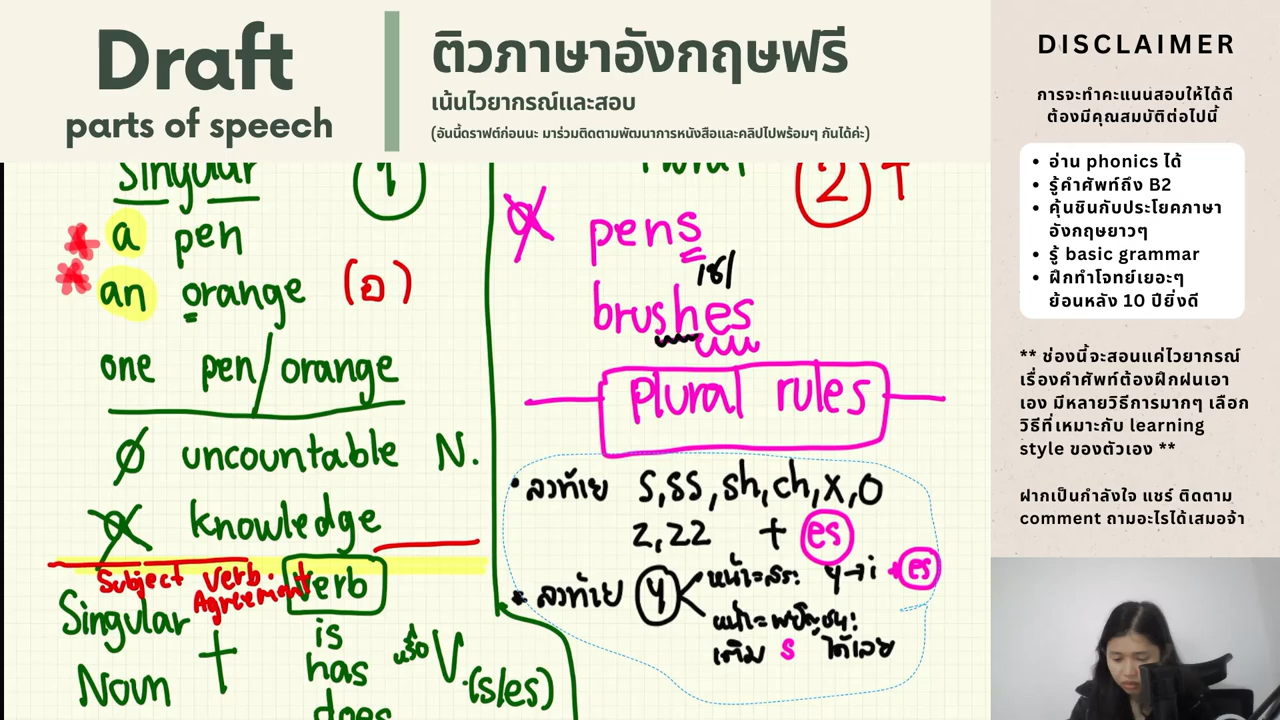 Draft
parts of speech
ติวภาษาอังกฤษฟรี
เน้นไวยากรณ์และสอบ
(อันนี้ดราฟต์ก่อนนะ มาร่วมติดตามพัฒนาการหนังสือและคลิปไปพร้อมๆ กันได้ค่ะ)
Singular 1
a pen
an orange (อ)
one pen/orange
∅ uncountable N.
knowledge
Subject Verb Agreement
Singular Noun + verb
is
has
does
หรือ V.(s/es)
Plural 2 +
pens
brushes
plural rules
• ลงท้าย s, ss, sh, ch, x, o
z, zz + es
• ลงท้าย y หน้าสระ: y→i + es
หน้าพยัญชนะ:
เติม s ได้เลย
DISCLAIMER
การจะทำคะแนนสอบให้ได้ดี
ต้องมีคุณสมบัติต่อไปนี้
• อ่าน phonics ได้
• รู้คำศัพท์ถึง B2
• คุ้นชินกับประโยคภาษา
อังกฤษยาวๆ
• รู้ basic grammar
• ฝึกทำโจทย์เยอะๆ
ย้อนหลัง 10 ปียิ่งดี
** ช่องนี้จะสอนแค่ไวยากรณ์
เรื่องคำศัพท์ต้องฝึกฝนเอา
เอง มีหลายวิธีการมากๆ เลือก
วิธีที่เหมาะกับ learning
style ของตัวเอง **
ฝากเป็นกำลังใจ แชร์ ติดตาม
comment ถามอะไรได้เสมอจ้า